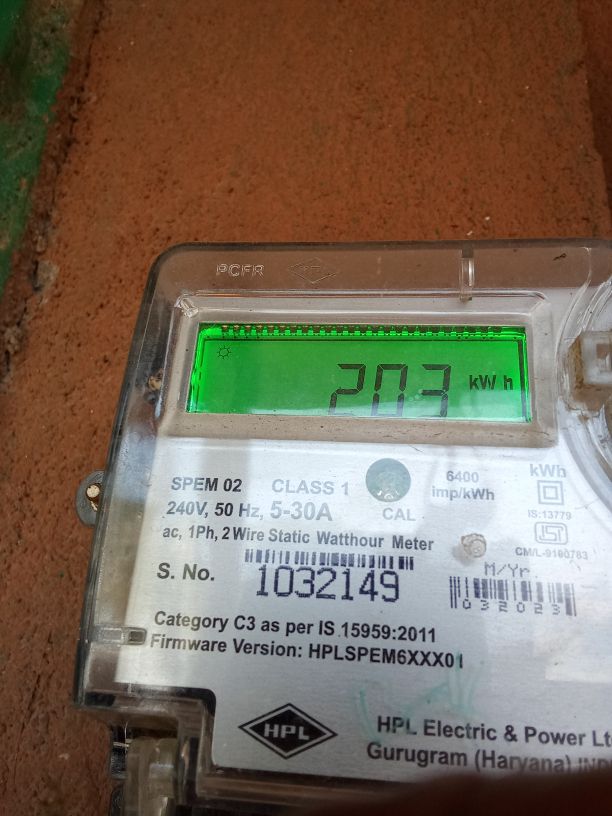 PCFR
203 kWh
SPEM 02 CLASS 1 6400 kWh
imp/kWh
240V, 50 Hz, 5-30A CAL IS:13779
ac, 1Ph, 2 Wire Static Watthour Meter CM/L-9100783
S. No. 1032149 M/Yr.
032023
Category C3 as per IS 15959:2011
Firmware Version: HPLSPEM6XXX01
HPL HPL Electric & Power
Gurugram (Haryana)